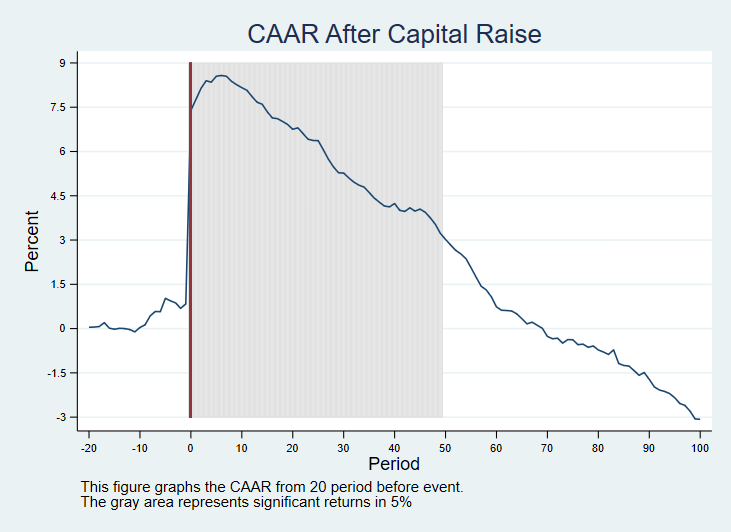 CAAR After Capital Raise
9
7.5
6
4.5
3
1.5
0
-1.5
-3
Percent
-20 -10 0 10 20 30 40 50 60 70 80 90 100
Period
This figure graphs the CAAR from 20 period before event.
The gray area represents significant returns in 5%